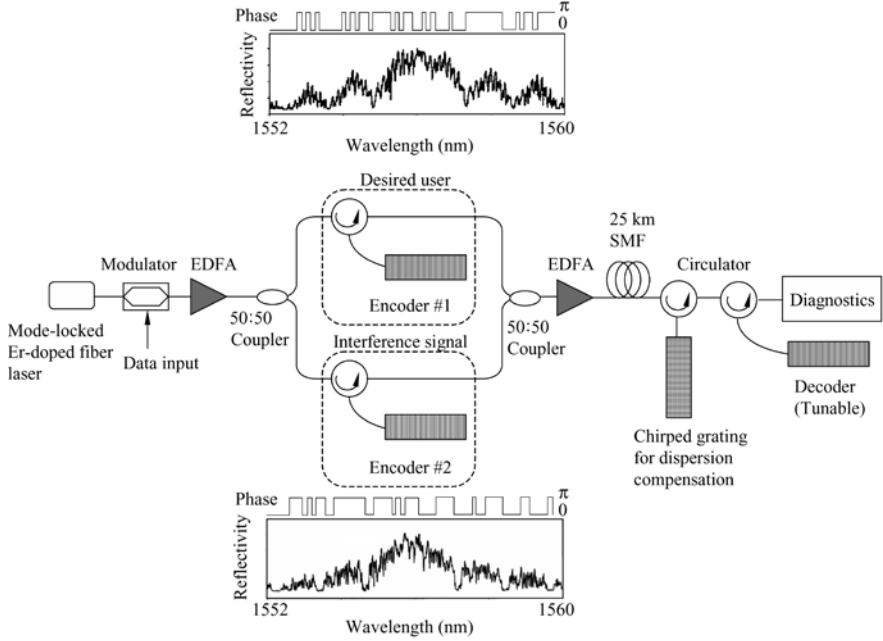 Phase
π
0
Reflectivity
1552
1560
Wavelength (nm)
Desired user
25 km
SMF
Modulator
EDFA
EDFA
Circulator
Encoder #1
Diagnostics
50:50
Coupler
50:50
Coupler
Mode-locked
Er-doped fiber
laser
Data input
Interference signal
Decoder
(Tunable)
Encoder #2
Chirped grating
for dispersion
compensation
Phase
π
0
Reflectivity
1552
1560
Wavelength (nm)